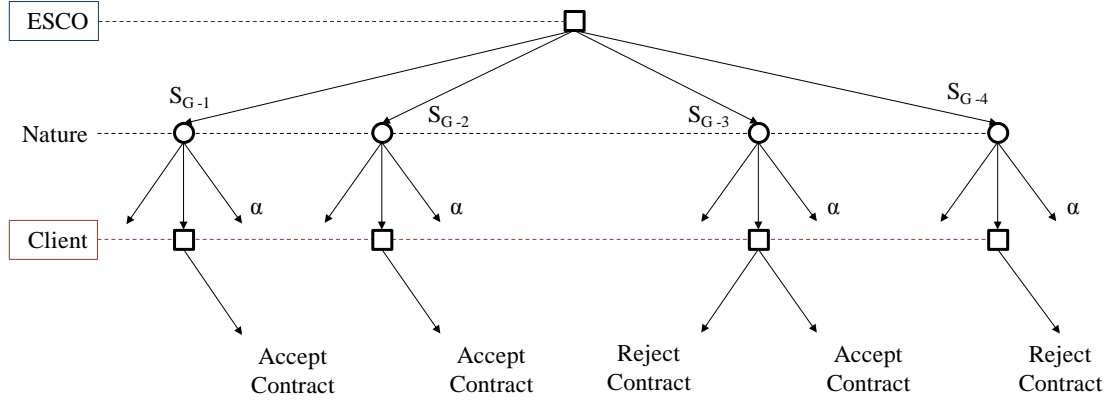 ESCO
S_G-1
S_G-2
S_G-3
S_G-4
Nature
α
α
α
α
Client
Accept
Contract
Accept
Contract
Reject
Contract
Accept
Contract
Reject
Contract